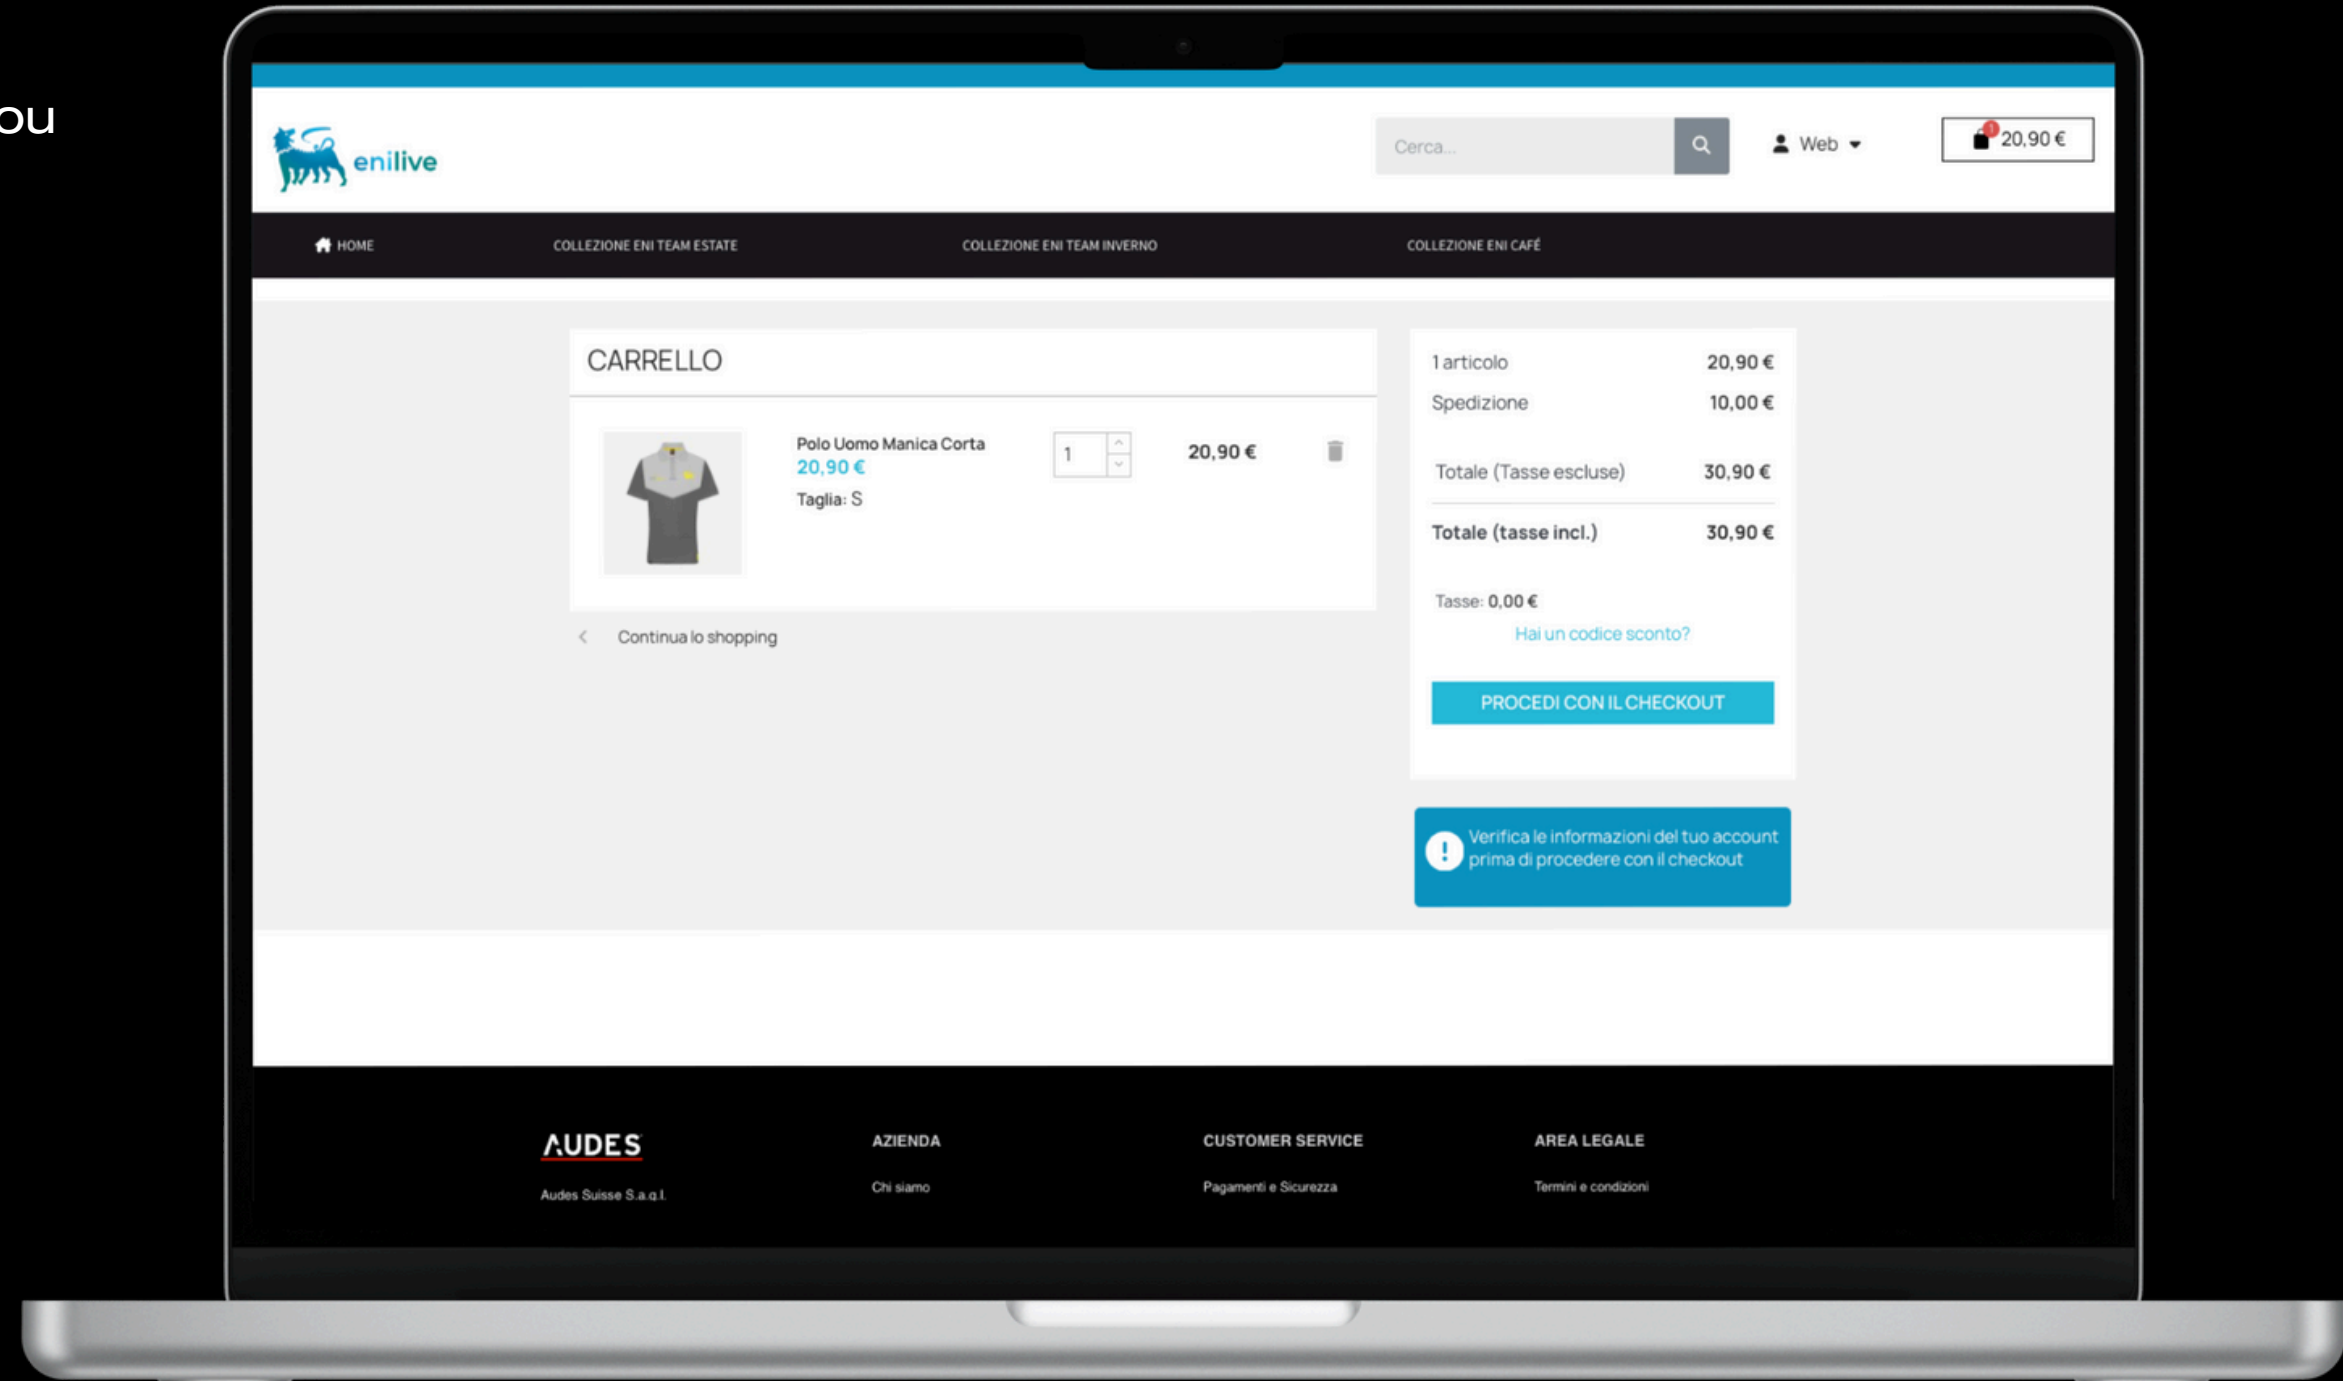 ou
enilive
Cerca...
Web
1
20,90 €
HOME
COLLEZIONE ENI TEAM ESTATE
COLLEZIONE ENI TEAM INVERNO
COLLEZIONE ENI CAFÉ
CARRELLO
Polo Uomo Manica Corta
20,90 €
Taglia: S
1
20,90 €
Continua lo shopping
1 articolo 20,90 €
Spedizione 10,00 €
Totale (Tasse escluse) 30,90 €
Totale (tasse incl.) 30,90 €
Tasse: 0,00 €
Hai un codice sconto?
PROCEDI CON IL CHECKOUT
Verifica le informazioni del tuo account
prima di procedere con il checkout
AUDES
Audes Suisse S.a.g.l.
AZIENDA
Chi siamo
CUSTOMER SERVICE
Pagamenti e Sicurezza
AREA LEGALE
Termini e condizioni